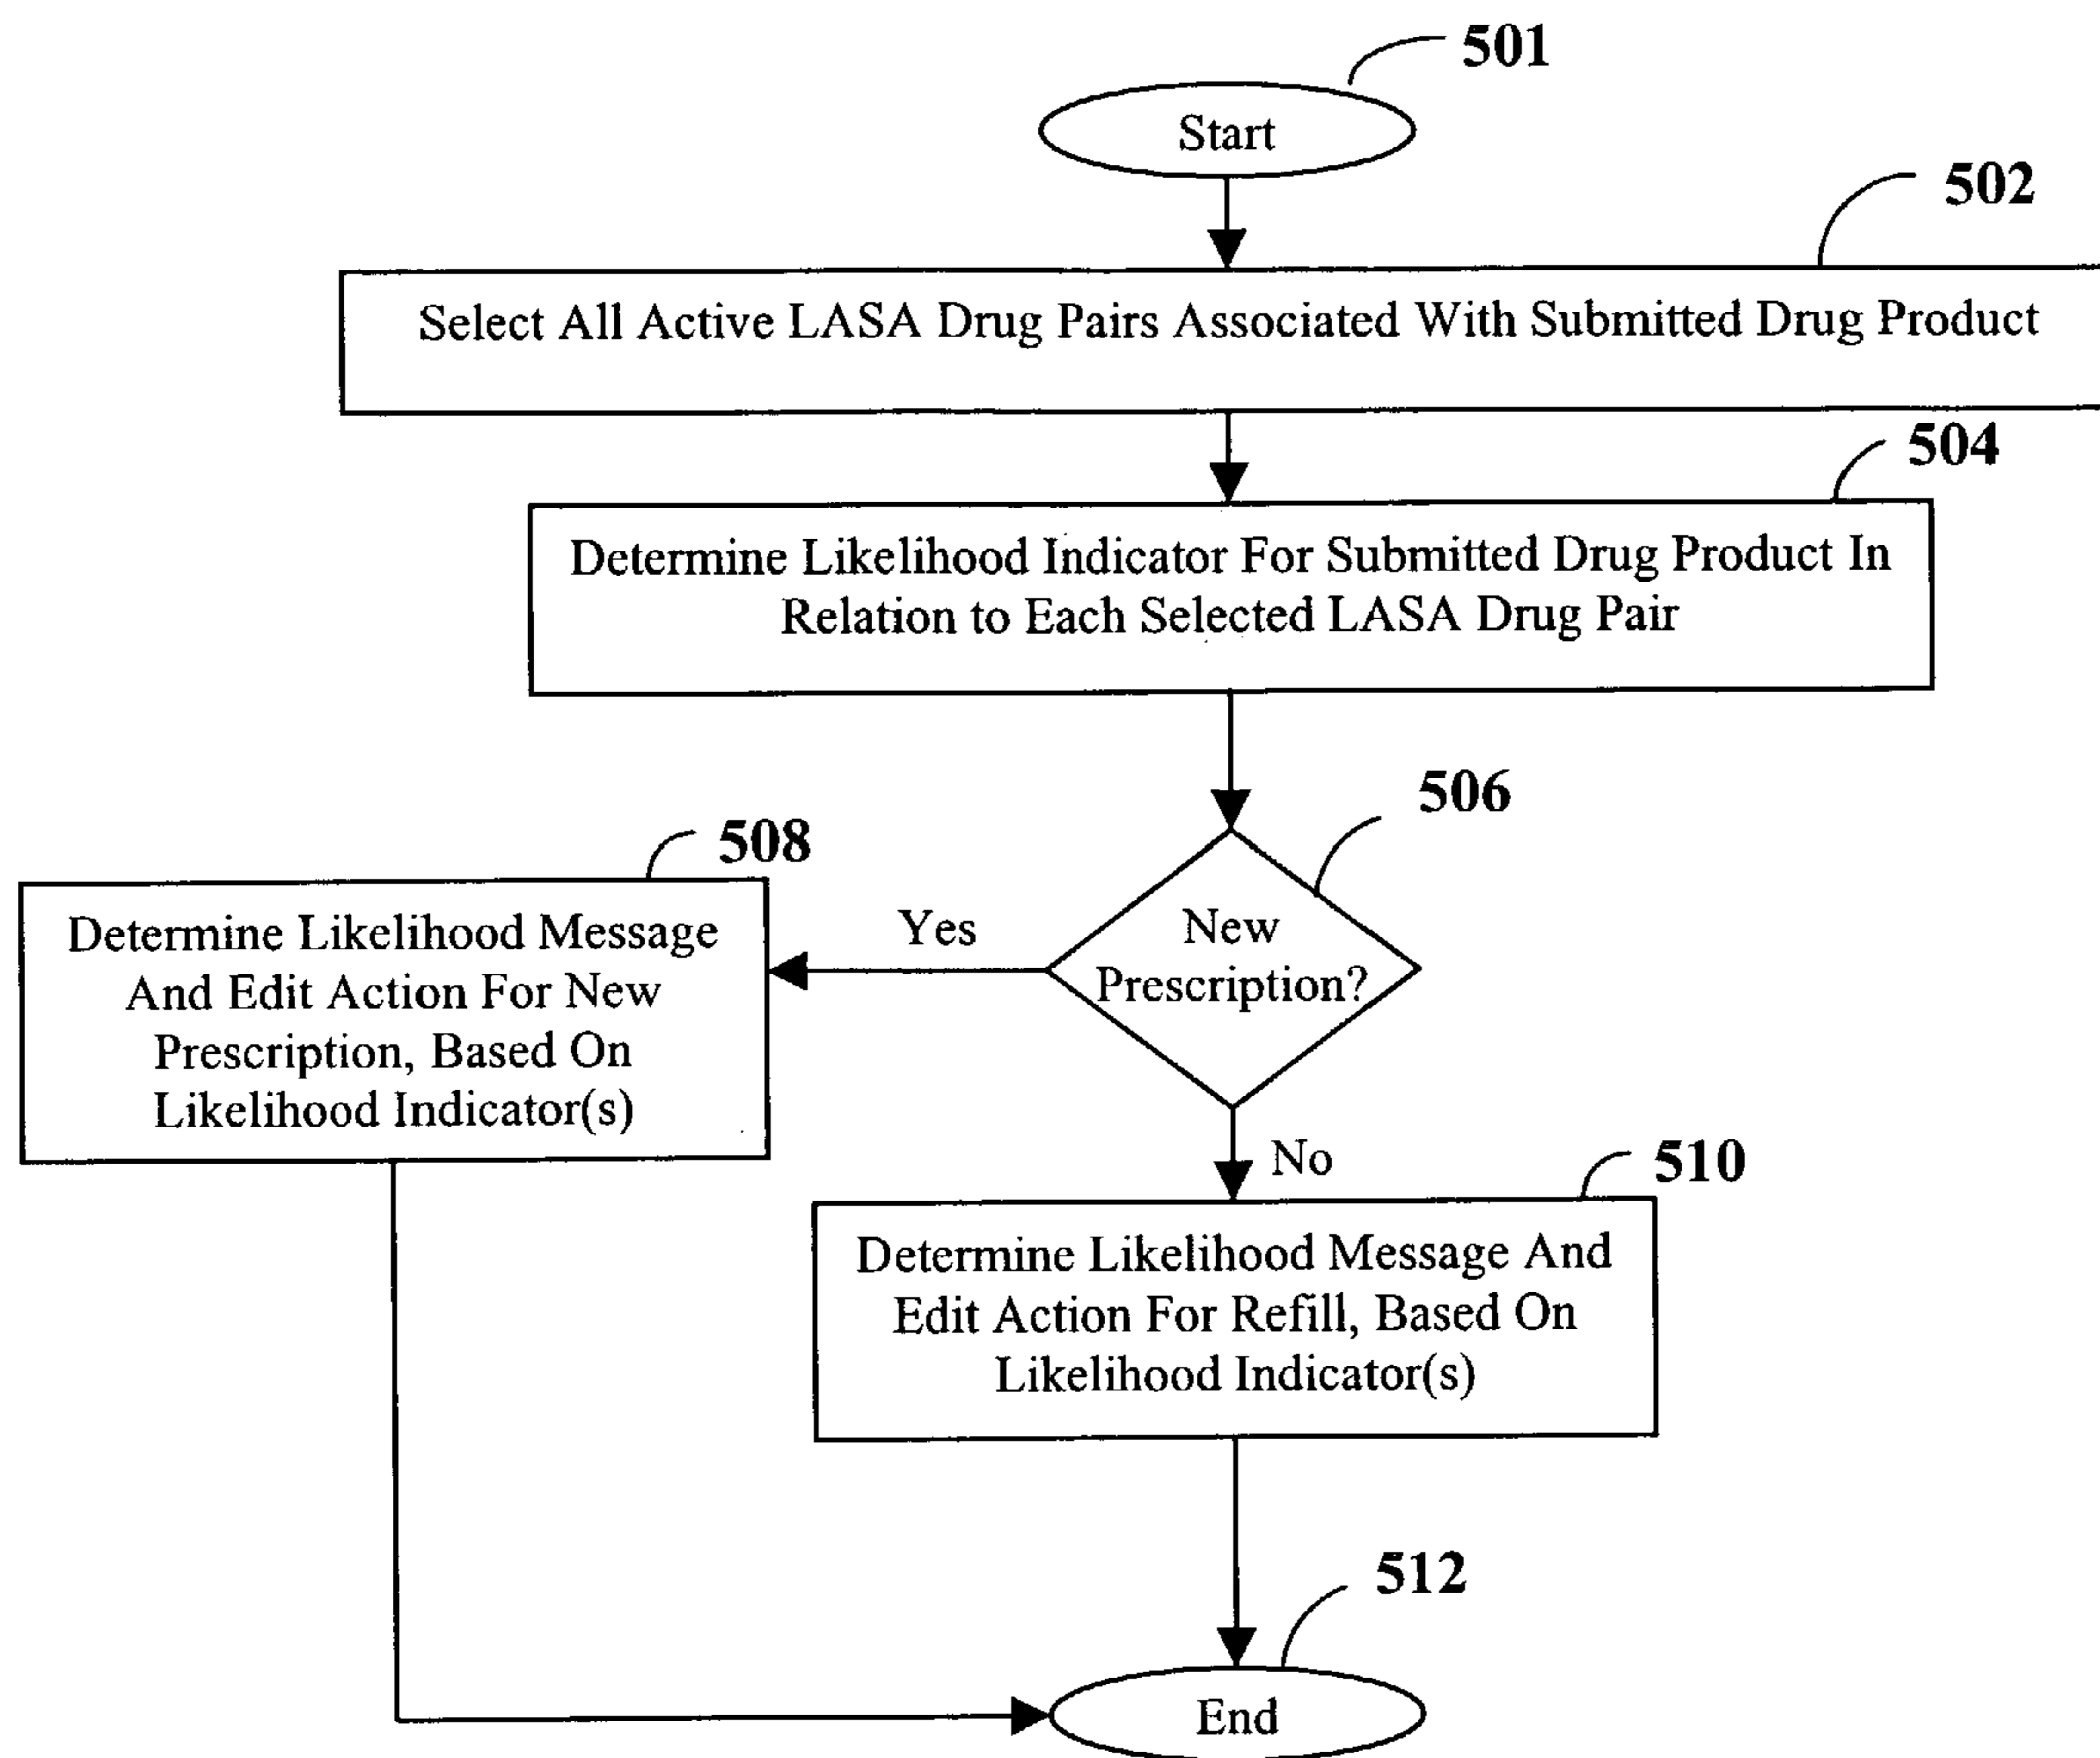 501
Start
502
Select All Active LASA Drug Pairs Associated With Submitted Drug Product
504
Determine Likelihood Indicator For Submitted Drug Product In
Relation to Each Selected LASA Drug Pair
506
New
Prescription?
Yes
508
Determine Likelihood Message
And Edit Action For New
Prescription, Based On
Likelihood Indicator(s)
No
510
Determine Likelihood Message And
Edit Action For Refill, Based On
Likelihood Indicator(s)
512
End